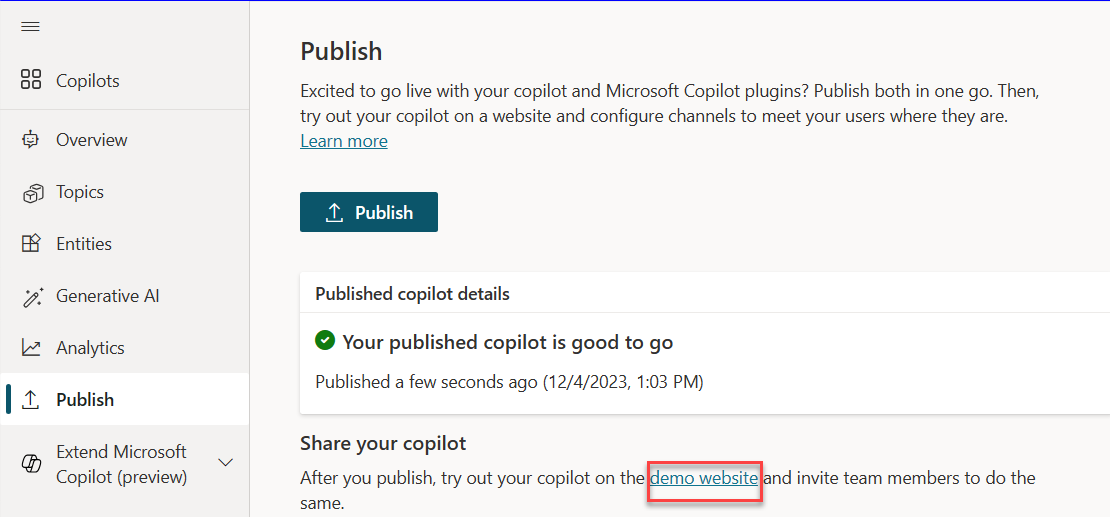 Copilots
Overview
Topics
Entities
Generative AI
Analytics
Publish
Extend Microsoft
Copilot (preview)
Publish
Excited to go live with your copilot and Microsoft Copilot plugins? Publish both in one go. Then,
try out your copilot on a website and configure channels to meet your users where they are.
Learn more
Publish
Published copilot details
Your published copilot is good to go
Published a few seconds ago (12/4/2023, 1:03 PM)
Share your copilot
After you publish, try out your copilot on the demo website and invite team members to do the
same.